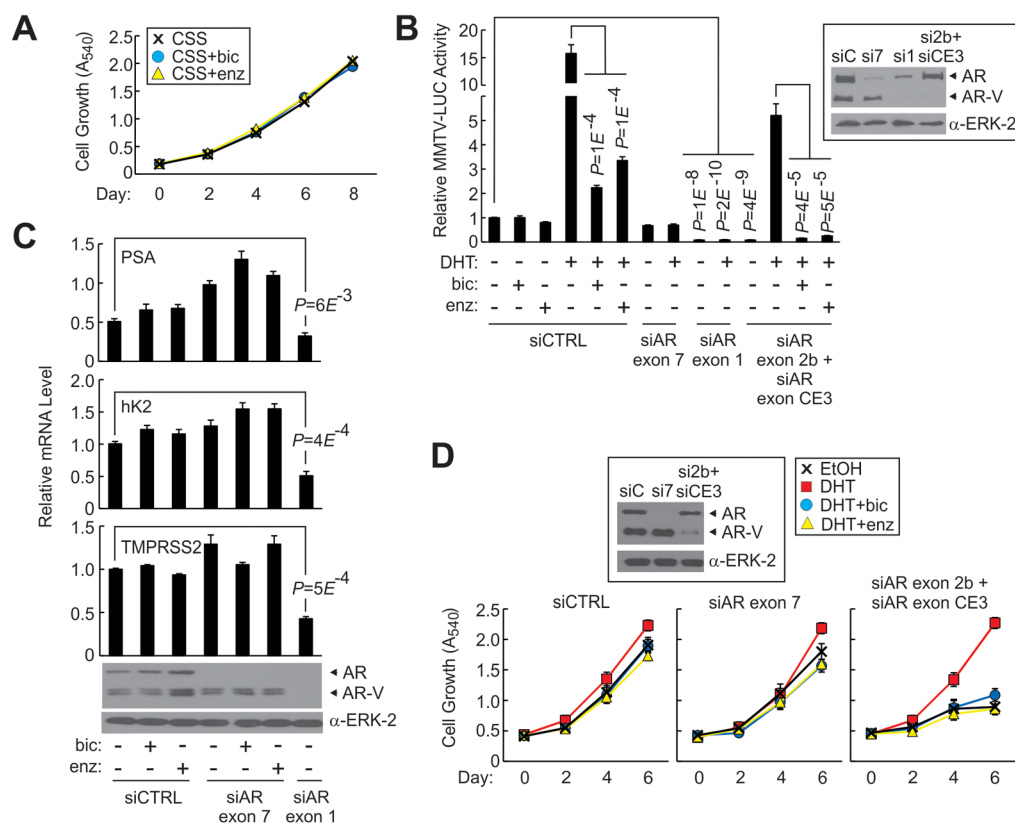 A
CSS
CSS+bic
CSS+enz
Cell Growth (A540)
2.5
2.0
1.5
1.0
0.5
0
Day: 0 2 4 6 8
B
Relative MMTV-LUC Activity
20
15
10
6
5
4
3
2
1
0
P=1E-4
P=1E-4
P=1E-8
P=2E-10
P=4E-9
P=4E-5
P=5E-5
DHT: - - - + + + - + - - - + + +
bic: - + - - + - - - - + - - + -
enz: - - + - - + - - - - + - - +
siCTRL
siAR
exon 7
siAR
exon 1
siAR
exon 2b +
siAR
exon CE3
si2b+
siC si7 si1 siCE3
AR
AR-V
α-ERK-2
C
Relative mRNA Level
PSA
1.5
1.0
0.5
0
P=6E-3
hK2
2.0
1.5
1.0
0.5
0
P=4E-4
TMPRSS2
1.5
1.0
0.5
0
P=5E-4
AR
AR-V
α-ERK-2
bic: - + - - + - -
enz: - - + - - + -
siCTRL
siAR
exon 7
siAR
exon 1
D
si2b+
siC si7 siCE3
AR
AR-V
α-ERK-2
EtOH
DHT
DHT+bic
DHT+enz
siCTRL
siAR exon 7
siAR exon 2b +
siAR exon CE3
Cell Growth (A540)
2.5
2.0
1.5
1.0
0.5
0
Day: 0 2 4 6 0 2 4 6 0 2 4 6